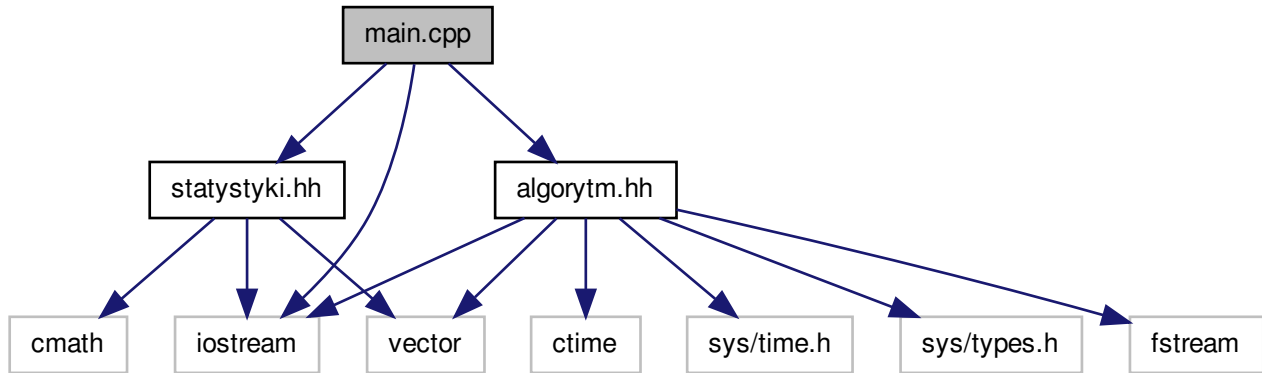 main.cpp
statystyki.hh
algorytm.hh
cmath
iostream
vector
ctime
sys/time.h
sys/types.h
fstream